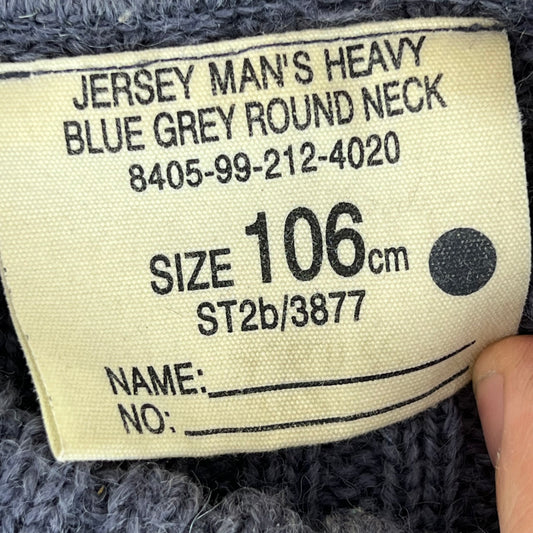 JERSEY MAN'S HEAVY
BLUE GREY ROUND NECK
8405-99-212-4020
SIZE 106cm
ST2b/3877
NAME:
NO: